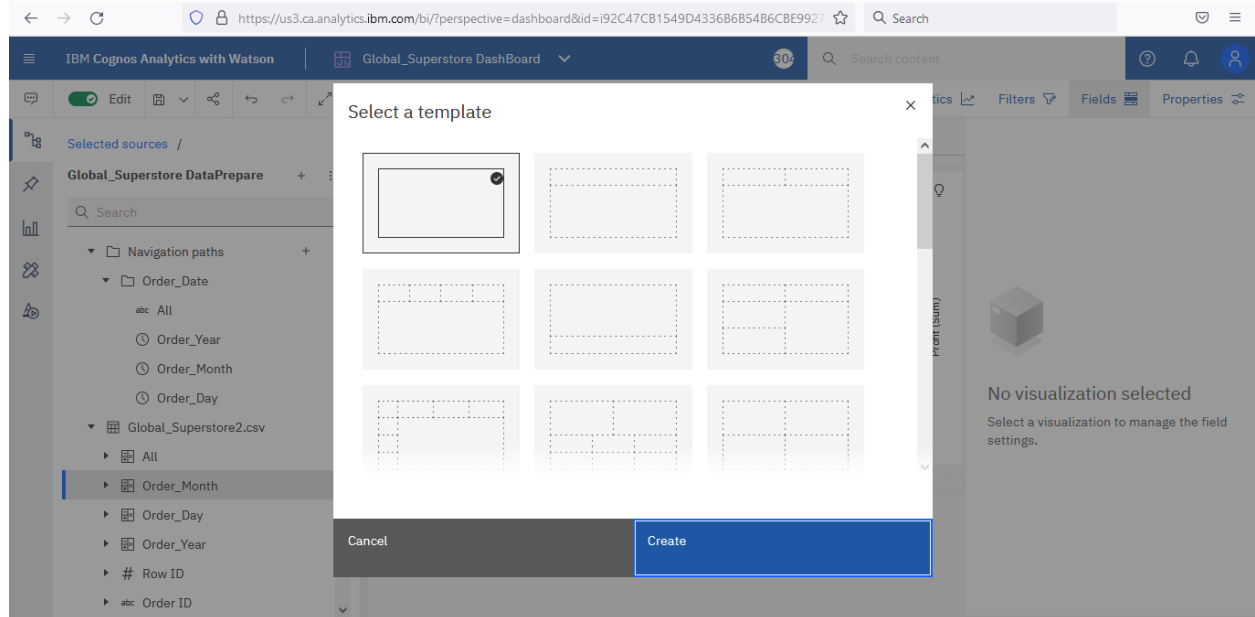 https://us3.ca.analytics.ibm.com/bi/?perspective=dashboard&id=i92C47CB1549D4336B6B54B6CBE9927
Search
IBM Cognos Analytics with Watson
Global_Superstore DashBoard
304
Search content
Edit
tics
Filters
Fields
Properties
Select a template
Selected sources /
Global_Superstore DataPrepare
Search
Navigation paths
Order_Date
abc All
Order_Year
Order_Month
Order_Day
Global_Superstore2.csv
All
Order_Month
Order_Day
Order_Year
# Row ID
abc Order ID
Profit (Sum)
No visualization selected
Select a visualization to manage the field
settings.
Cancel
Create